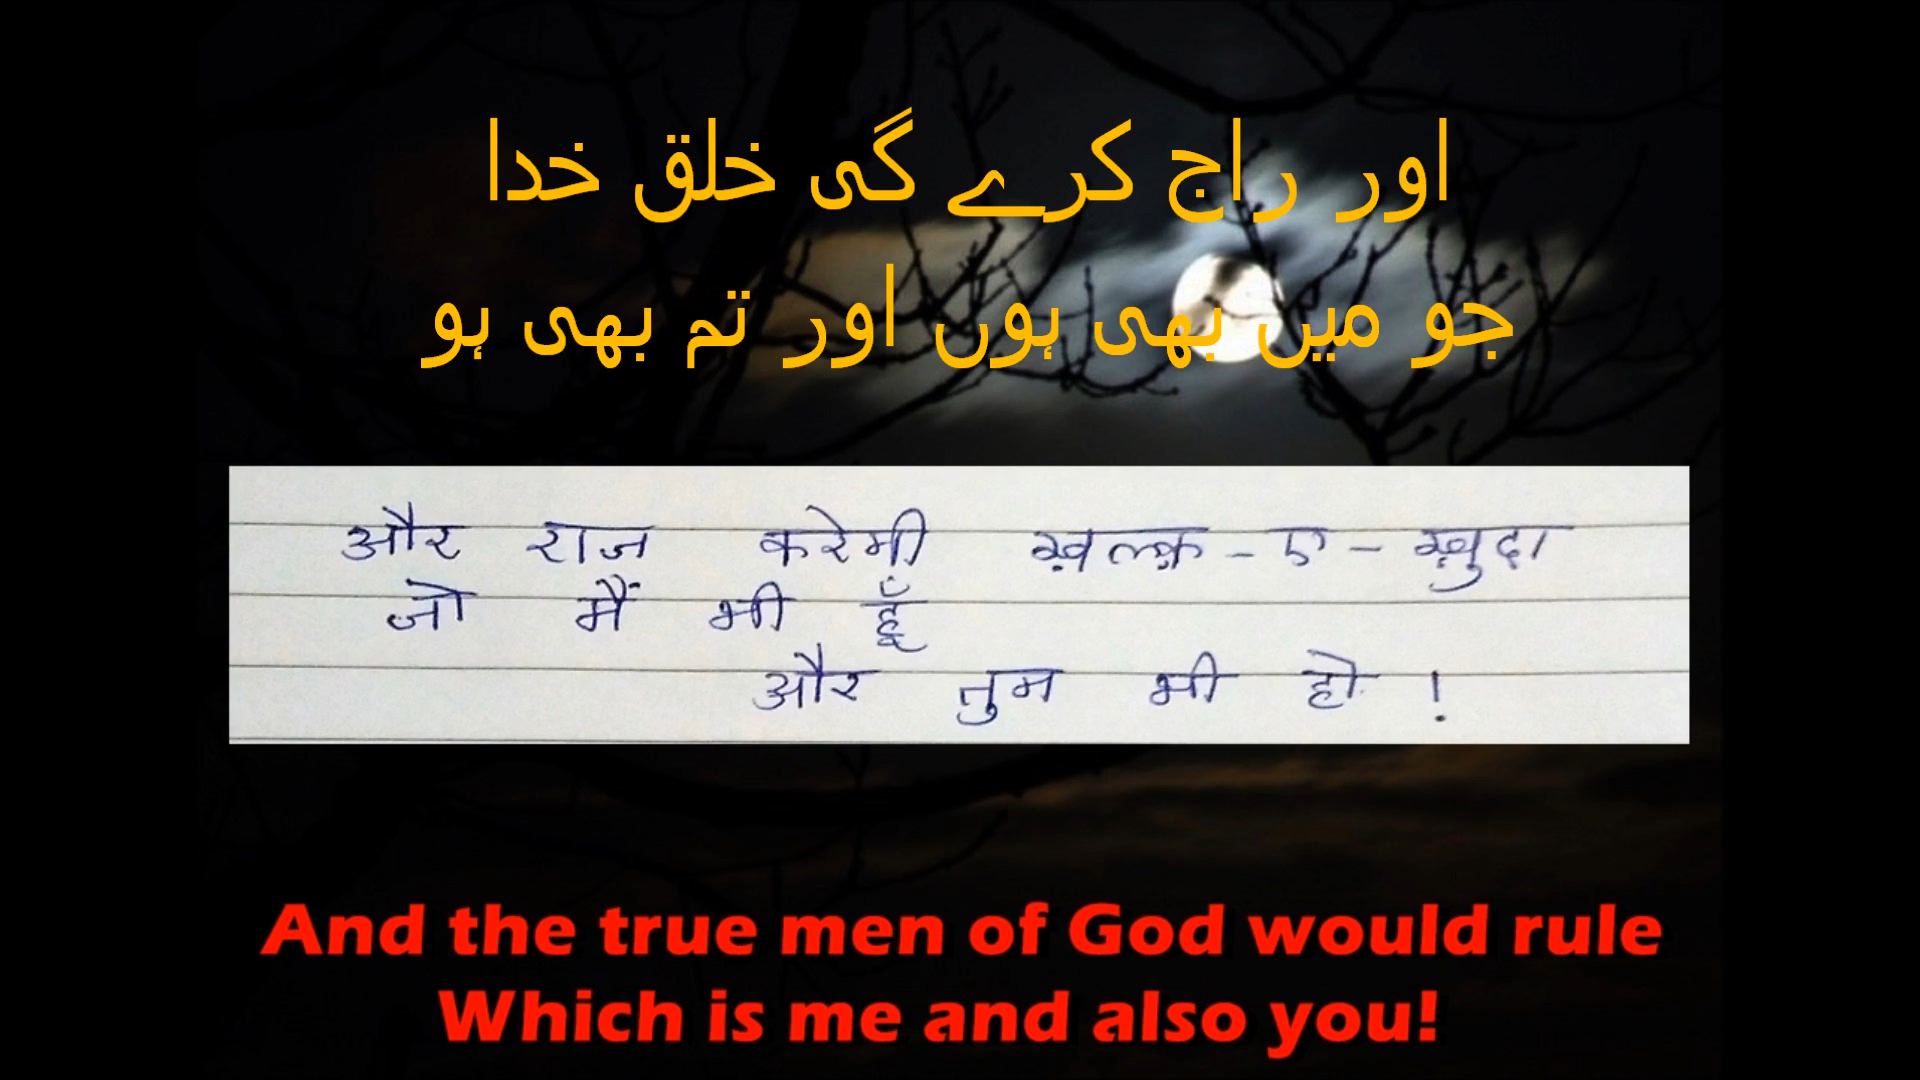 اور راج کرے گی خلق خدا
جو میں بھی ہوں اور تم بھی ہو
और राज करेगी ख़ल्क़-ए-ख़ुदा
जो मैं भी हूँ
और तुम भी हो !
And the true men of God would rule
Which is me and also you!